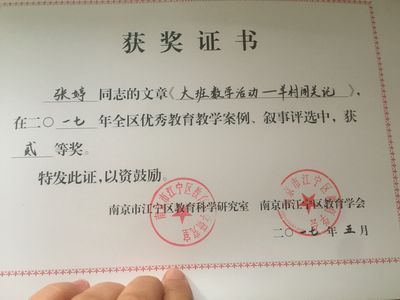 获奖证书
张婷 同志的文章《大班数学活动—羊村闯关记》,
在二〇一七年全区优秀教育教学案例、叙事评选中,获
贰 等奖。
特发此证,以资鼓励。
南京市江宁区教育科学研究室 南京市江宁区教育学会
二〇一七年五月